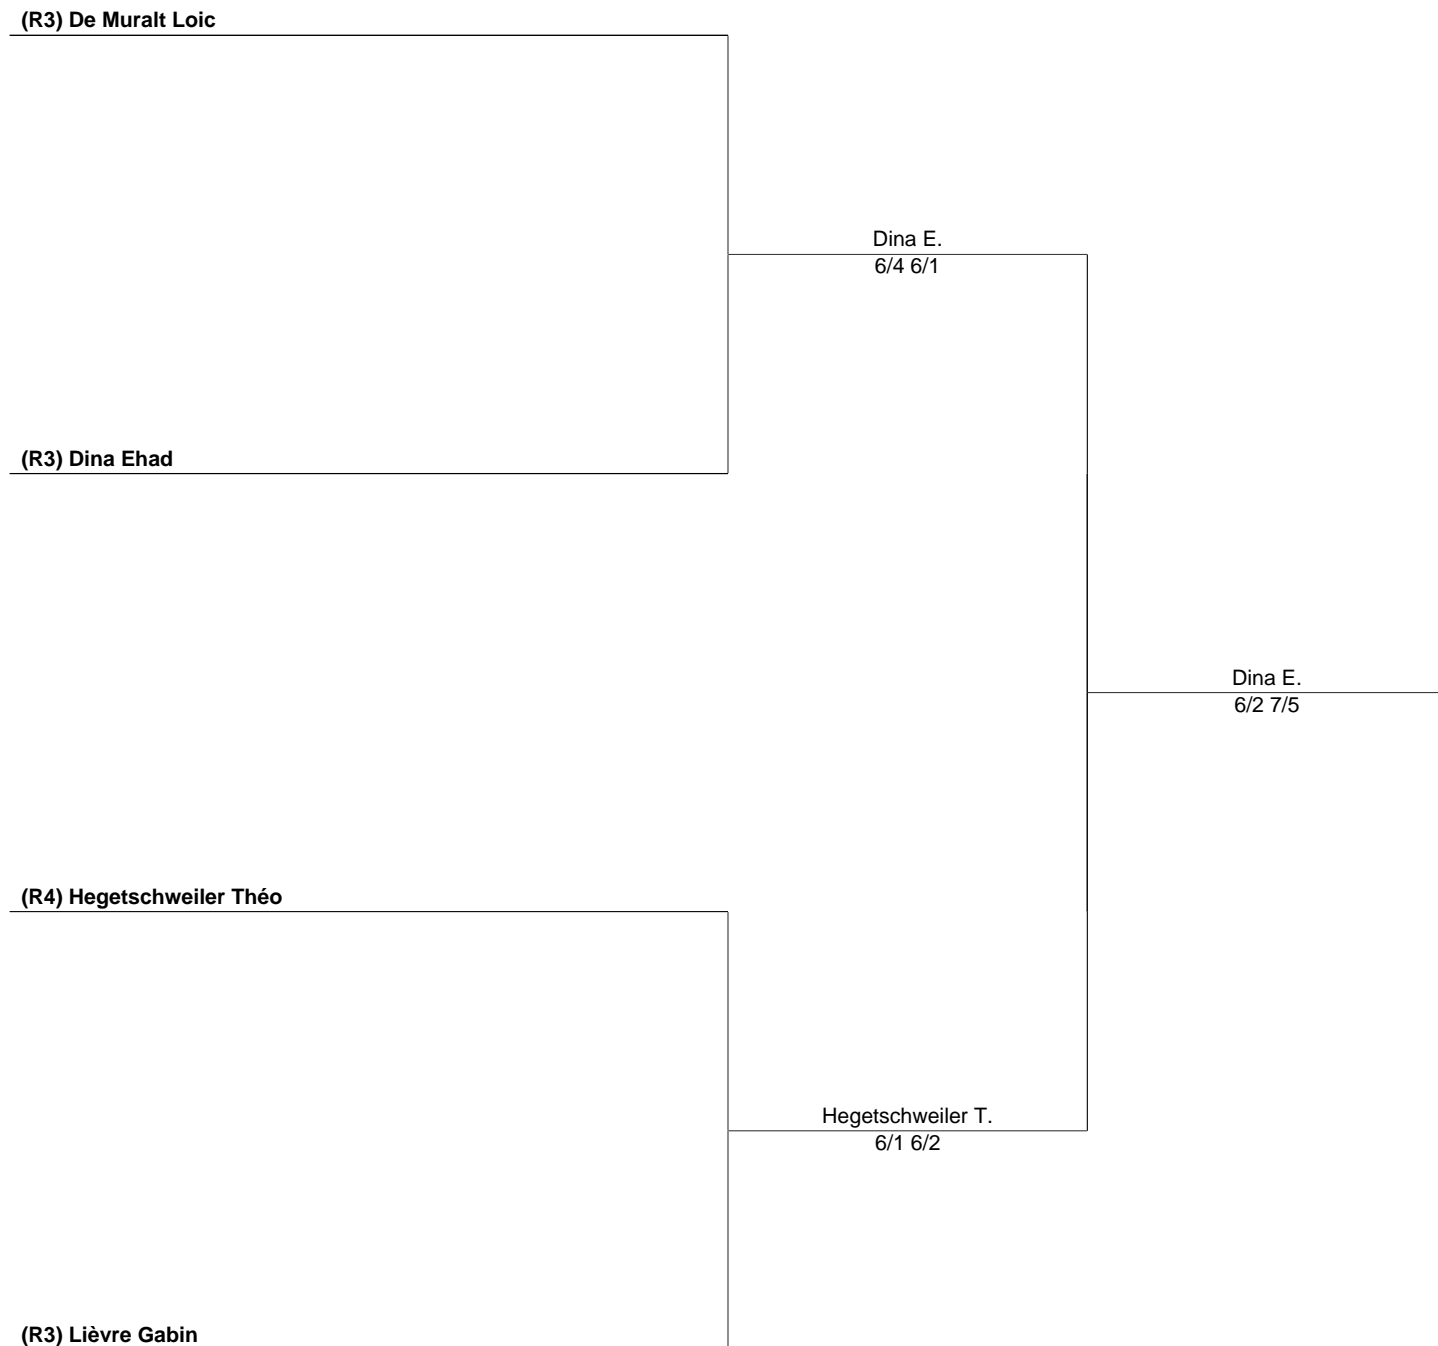 (R3) De Muralt Loic
Dina E.
6/4 6/1
(R3) Dina Ehad
Dina E.
6/2 7/5
(R4) Hegetschweiler Théo
Hegetschweiler T.
6/1 6/2
(R3) Lièvre Gabin